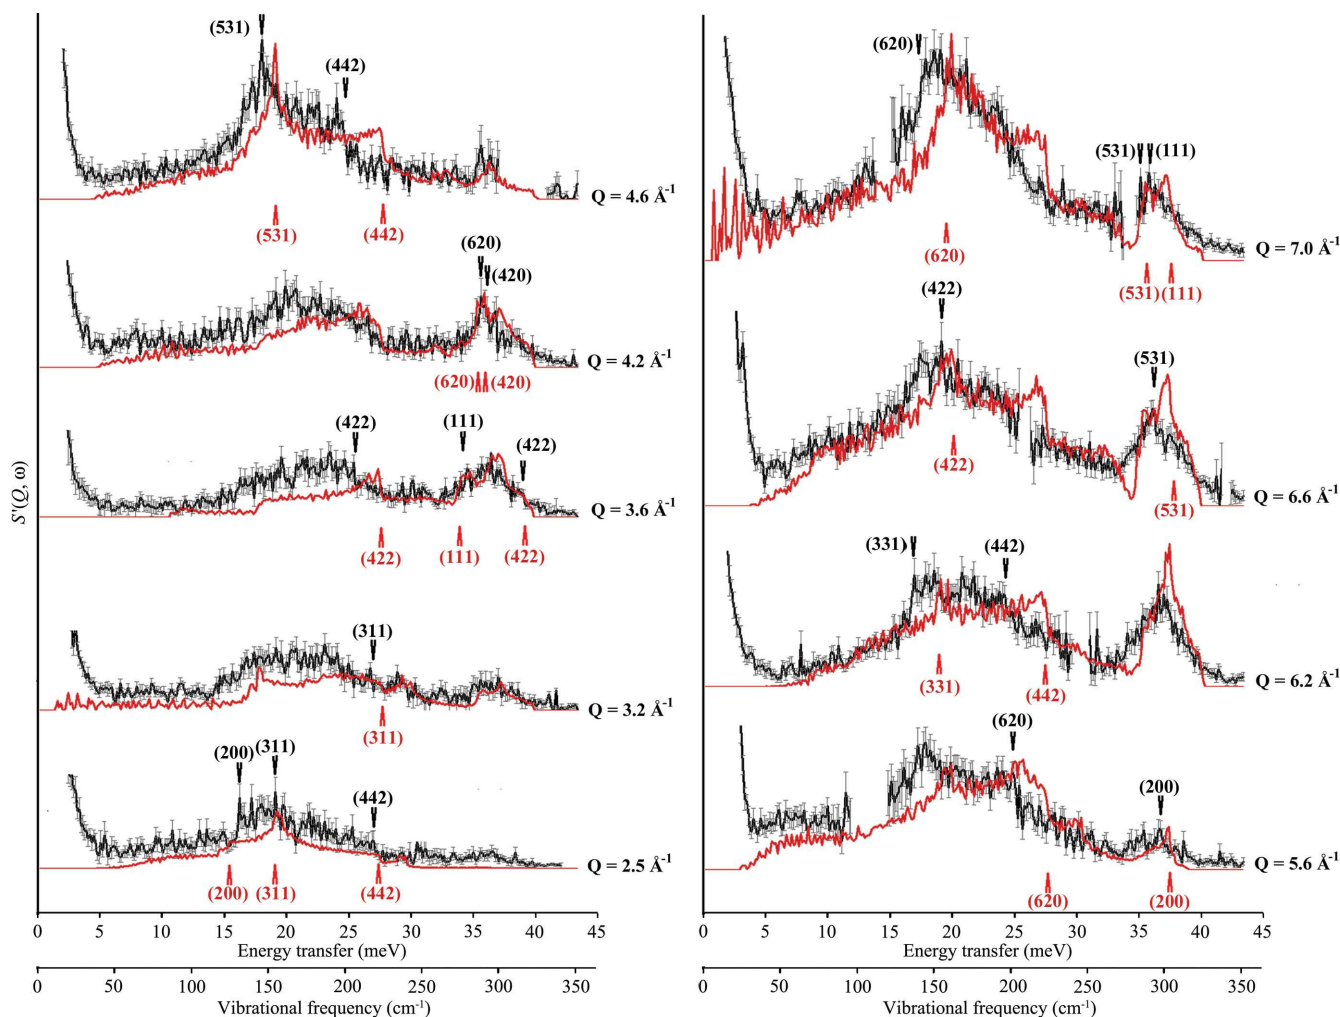 S'(Q, ω)
(531)
(442)
Q = 4.6 Å⁻¹
(531)
(442)
(620)
(420)
Q = 4.2 Å⁻¹
(620) (420)
(422)
(111)
(422)
Q = 3.6 Å⁻¹
(422)
(111)
(422)
(311)
Q = 3.2 Å⁻¹
(311)
(200) (311)
(442)
Q = 2.5 Å⁻¹
(200) (311)
(442)
0 5 10 15 20 25 30 35 40 45
Energy transfer (meV)
0 50 100 150 200 250 300 350
Vibrational frequency (cm⁻¹)
(620)
(531) (111)
Q = 7.0 Å⁻¹
(620)
(531) (111)
(422)
(531)
Q = 6.6 Å⁻¹
(422)
(531)
(331)
(442)
Q = 6.2 Å⁻¹
(331)
(442)
(620)
(200)
Q = 5.6 Å⁻¹
(620)
(200)
0 5 10 15 20 25 30 35 40 45
Energy transfer (meV)
0 50 100 150 200 250 300 350
Vibrational frequency (cm⁻¹)